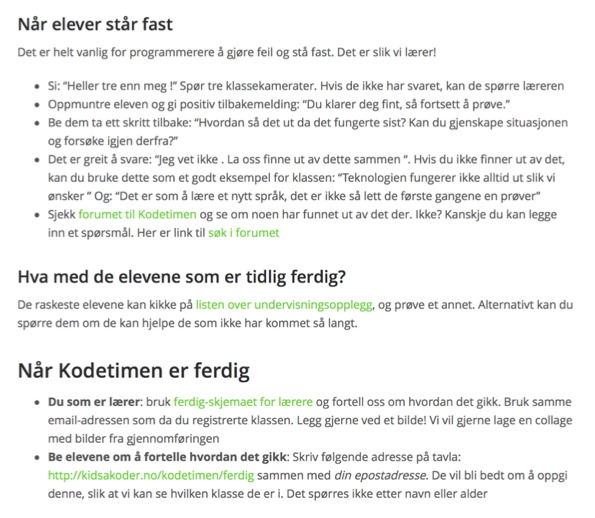 Når elever står fast
Det er helt vanlig for programmerere å gjøre feil og stå fast. Det er slik vi lærer!
• Si: “Heller tre enn meg !” Spør tre klassekamerater. Hvis de ikke har svaret, kan de spørre læreren
• Oppmuntre eleven og gi positiv tilbakemelding: “Du klarer deg fint, så fortsett å prøve.”
• Be dem ta ett skritt tilbake: “Hvordan så det ut da det fungerte sist? Kan du gjenskape situasjonen
og forsøke igjen derfra?”
• Det er greit å svare: “Jeg vet ikke . La oss finne ut av dette sammen “. Hvis du ikke finner ut av det,
kan du bruke dette som et godt eksempel for klassen: “Teknologien fungerer ikke alltid ut slik vi
ønsker ” Og: “Det er som å lære et nytt språk, det er ikke så lett de første gangene en prøver”
• Sjekk forumet til Kodetimen og se om noen har funnet ut av det der. Ikke? Kanskje du kan legge
inn et spørsmål. Her er link til søk i forumet
Hva med de elevene som er tidlig ferdig?
De raskeste elevene kan kikke på listen over undervisningsopplegg, og prøve et annet. Alternativt kan du
spørre dem om de kan hjelpe de som ikke har kommet så langt.
Når Kodetimen er ferdig
• Du som er lærer: bruk ferdig-skjemaet for lærere og fortell oss om hvordan det gikk. Bruk samme
email-adressen som da du registrerte klassen. Legg gjerne ved et bilde! Vi vil gjerne lage en collage
med bilder fra gjennomføringen
• Be elevene om å fortelle hvordan det gikk: Skriv følgende adresse på tavla:
http://kidsakoder.no/kodetimen/ferdig sammen med din epostadresse. De vil bli bedt om å oppgi
denne, slik at vi kan se hvilken klasse de er i. Det spørres ikke etter navn eller alder